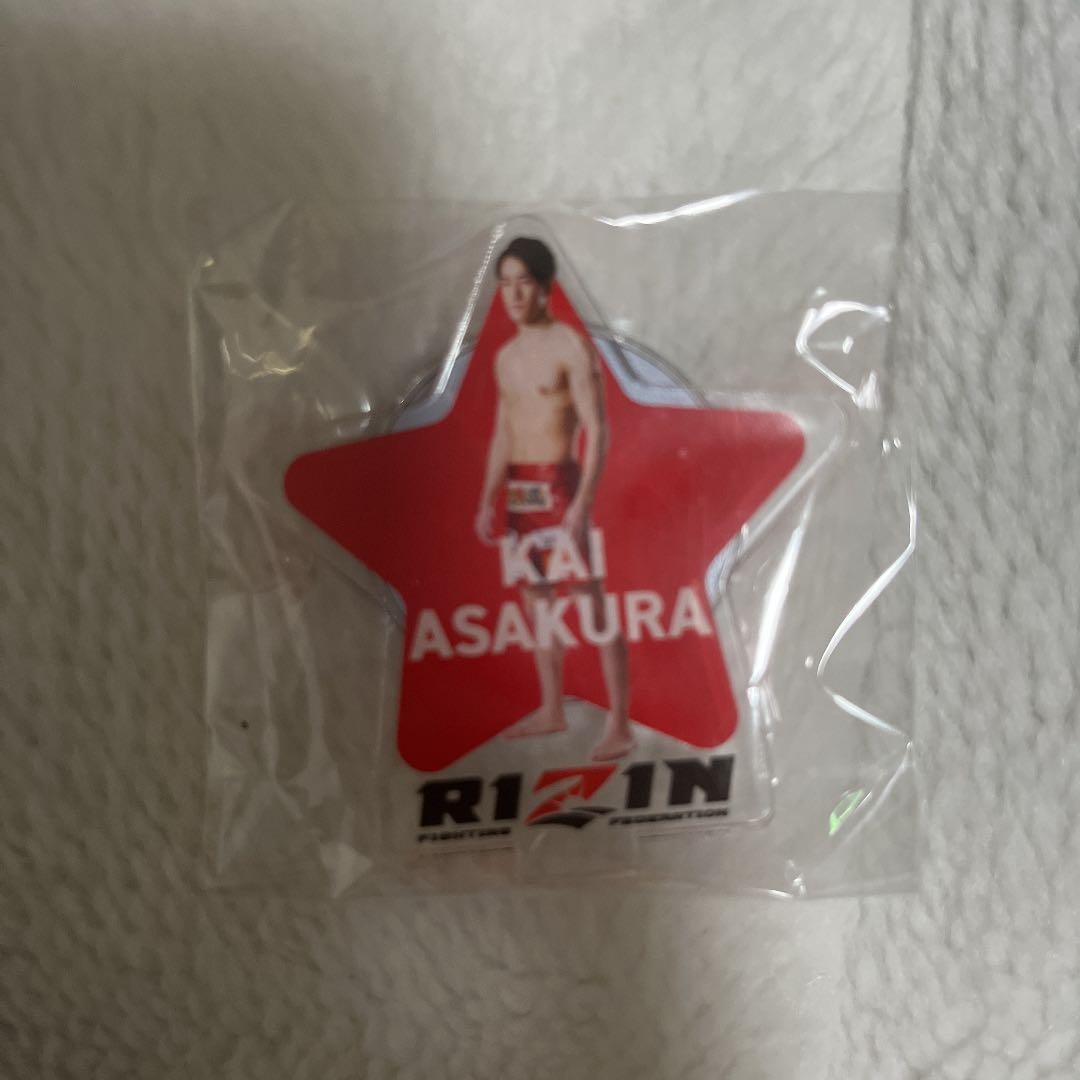 KAI
ASAKURA
RIZIN
FIGHTING FEDERATION